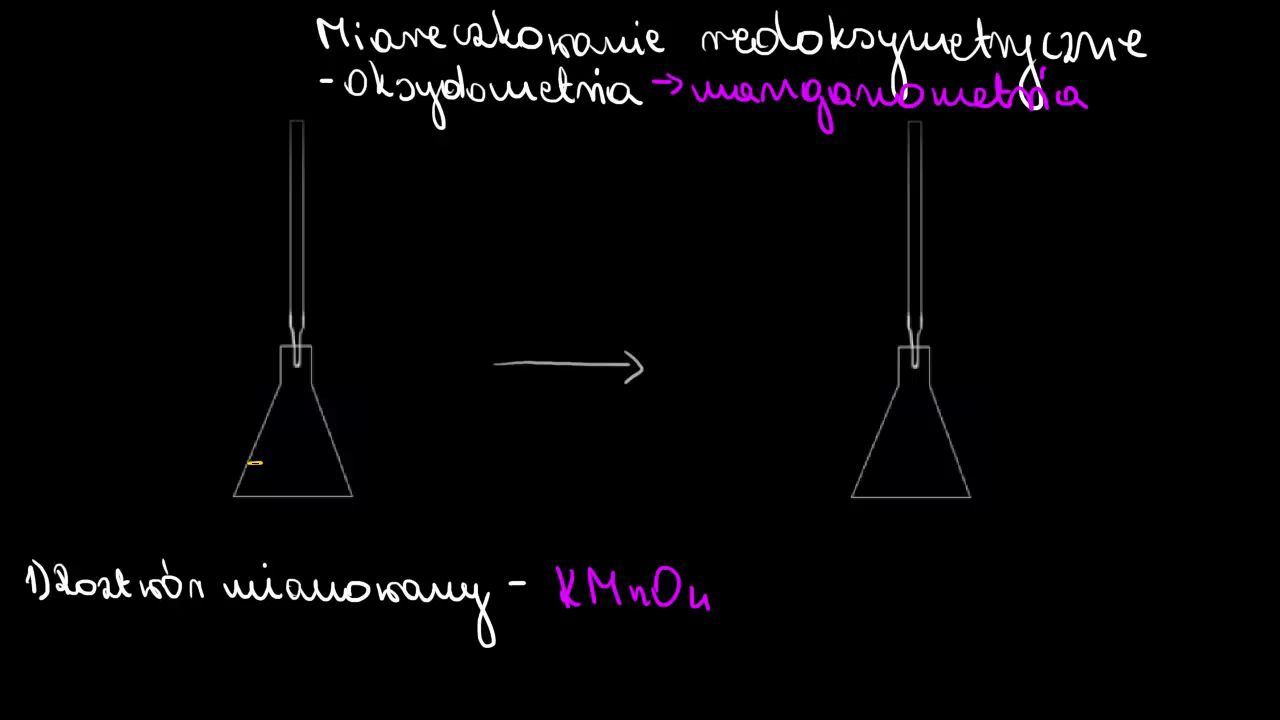 Miareczkowanie redoksymetryczne
- Oksydometria → manganometria
1) Roztwór mianowany - KMnO4